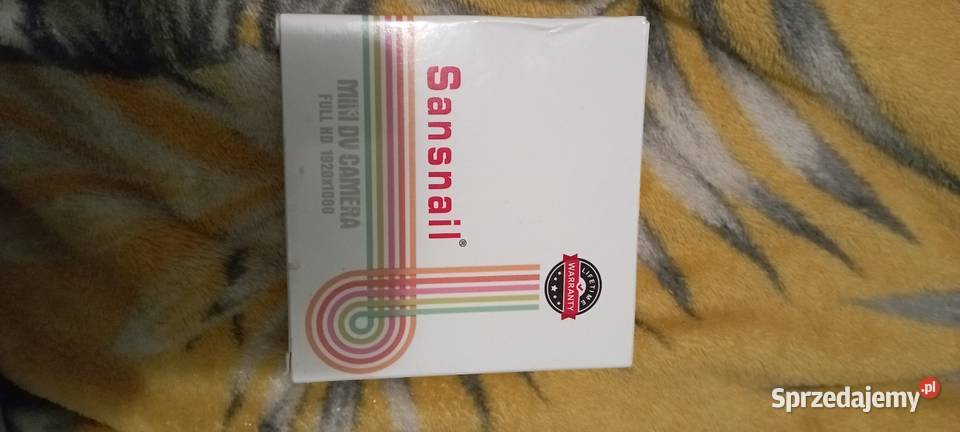 Sansnail®
MINI DV CAMERA
FULL HD 1920X1080
LIFETIME
WARRANTY
Sprzedajemy.pl